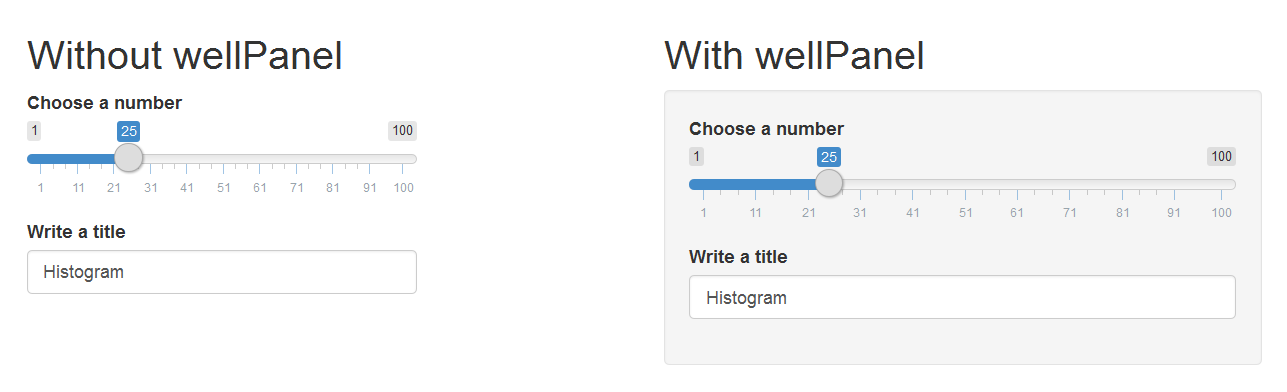 Without wellPanel
Choose a number
1 25 100
1 11 21 31 41 51 61 71 81 91 100
Write a title
Histogram
With wellPanel
Choose a number
1 25 100
1 11 21 31 41 51 61 71 81 91 100
Write a title
Histogram